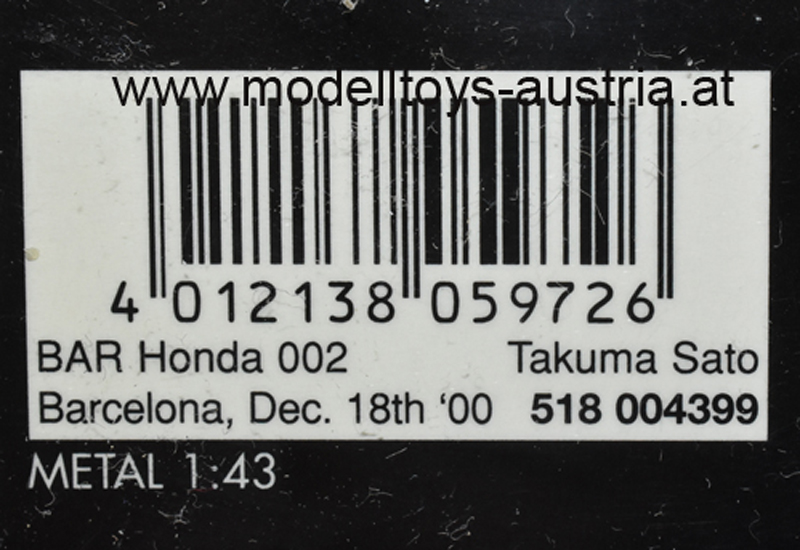 www.modelltoys-austria.at
4 012138 059726
BAR Honda 002 Takuma Sato
Barcelona, Dec. 18th ‘00 518 004399
METAL 1:43